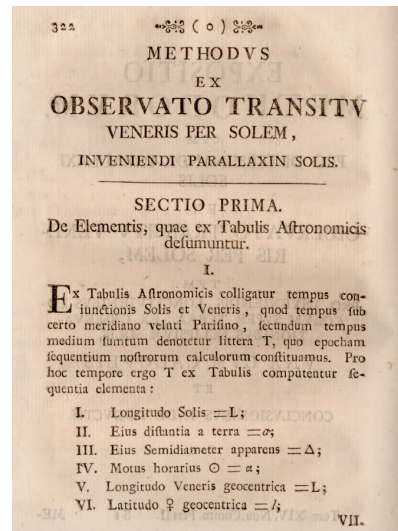 322 ( o )
METHODVS
EX
OBSERVATO TRANSITV
VENERIS PER SOLEM,
INVENIENDI PARALLAXIN SOLIS.
SECTIO PRIMA.
De Elementis, quae ex Tabulis Aſtronomicis
deſumuntur.
I.
Ex Tabulis Aſtronomicis colligatur tempus con-
iunctionis Solis et Veneris, qnod tempus ſub
certo meridiano veluti Pariſino, ſecundum tempus
medium ſumtum denotetur littera T, quo epocham
ſequentium noſtrorum calculorum conſtituamus. Pro
hoc tempore ergo T ex Tabulis computentur ſe-
quentia elementa:
I. Longitudo Solis =L;
II. Eius diſtantia a terra =a;
III. Eius Semidiameter apparens =Δ;
IV. Motus horarius ☉ = α;
V. Longitudo Veneris geocentrica =L;
VI. Latitudo ♀ geocentrica =l;
VII.